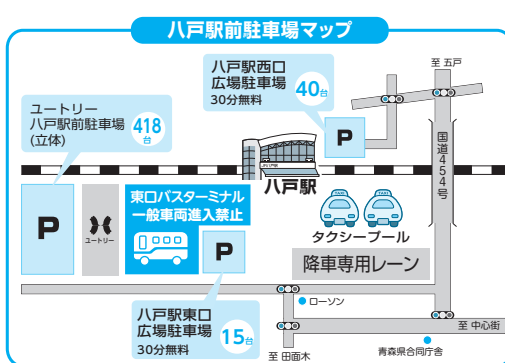 八戸駅前駐車場マップ
八戸駅西口
広場駐車場
30分無料
40台
至 五戸
ユートリー
八戸駅前駐車場
(立体)
418台
P
国道454号
八戸駅
東口バスターミナル
一般車両進入禁止
TAXI
TAXI
P
ユートリー
P
タクシープール
降車専用レーン
ローソン
八戸駅東口
広場駐車場
30分無料
15台
至 中心街
至 田面木
青森県合同庁舎